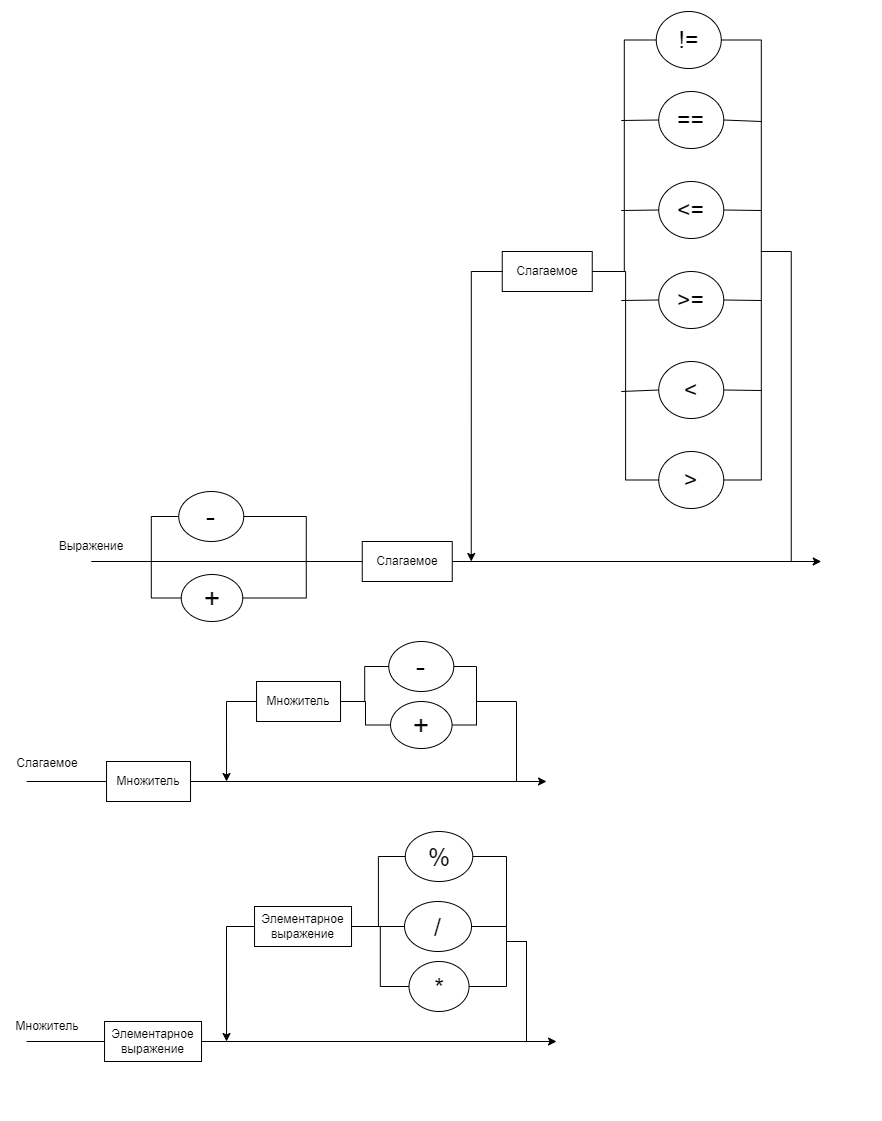 !=
==
<=
Слагаемое
>=
<
>
-
Выражение
Слагаемое
+
-
Множитель
+
Слагаемое
Множитель
%
Элементарное
выражение
/
*
Множитель
Элементарное
выражение